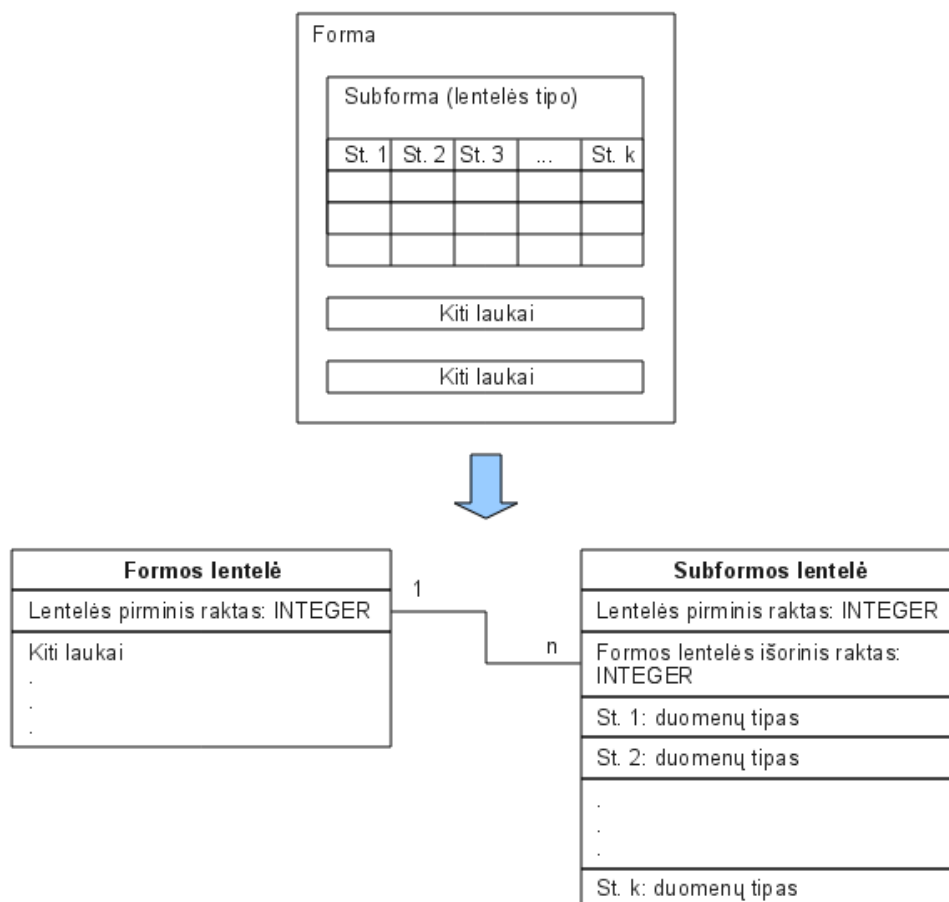 Forma
Subforma (lentelės tipo)
St. 1 St. 2 St. 3 ... St. k
Kiti laukai
Kiti laukai
Formos lentelė
Lentelės pirminis raktas: INTEGER
Kiti laukai
.
.
.
1
n
Subformos lentelė
Lentelės pirminis raktas: INTEGER
Formos lentelės išorinis raktas:
INTEGER
St. 1: duomenų tipas
St. 2: duomenų tipas
.
.
.
St. k: duomenų tipas